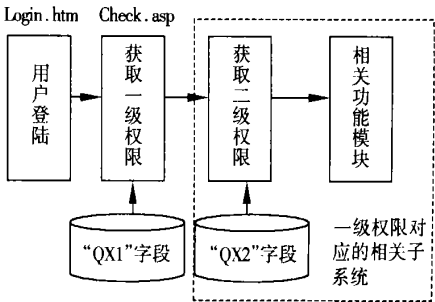 Login.htm Check.asp
用户登陆
获取一级权限
获取二级权限
相关功能模块
“QX1”字段
“QX2”字段
一级权限对
应的相关子
系统